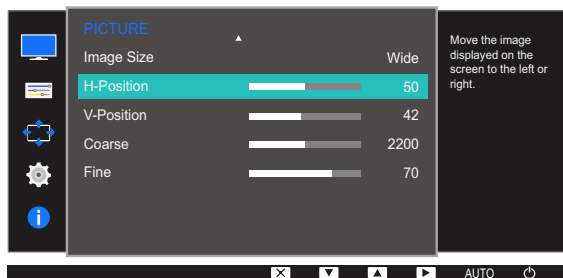 PICTURE
Image Size Wide
H-Position 50
V-Position 42
Coarse 2200
Fine 70
Move the image
displayed on the
screen to the left or
right.
AUTO